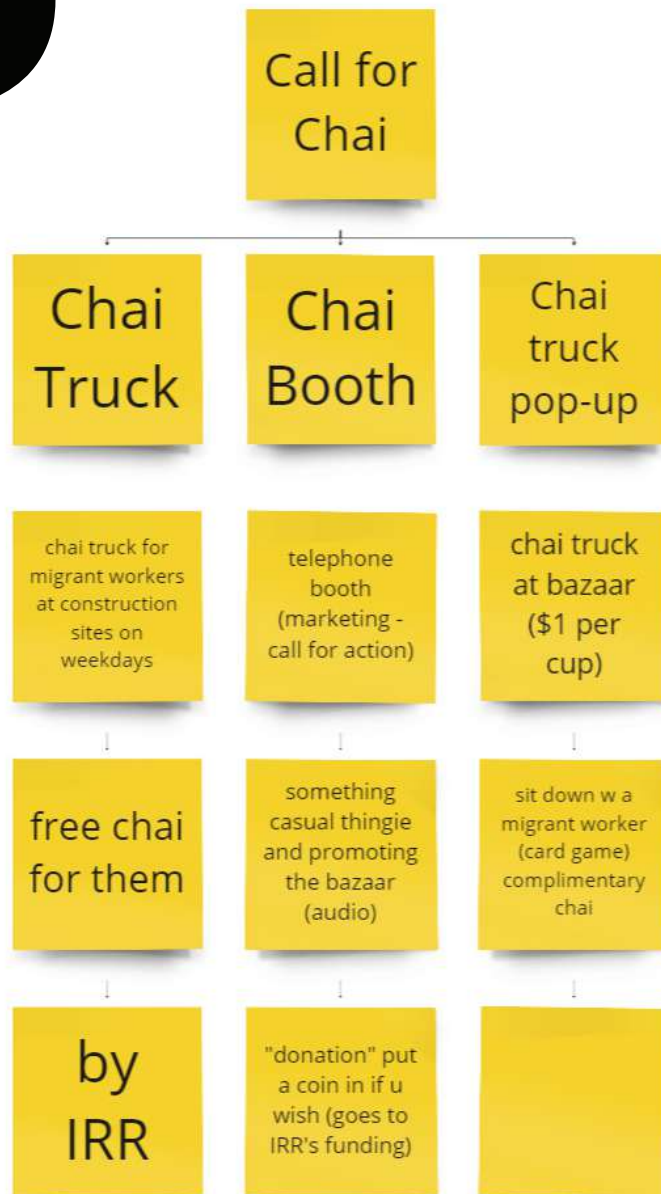 Call for
Chai
Chai
Truck
Chai
Booth
Chai
truck
pop-up
chai truck for
migrant workers
at construction
sites on
weekdays
telephone
booth
(marketing -
call for action)
chai truck
at bazaar
($1 per
cup)
free chai
for them
something
casual thingie
and promoting
the bazaar
(audio)
sit down w a
migrant worker
(card game)
complimentary
chai
by
IRR
"donation" put
a coin in if u
wish (goes to
IRR's funding)